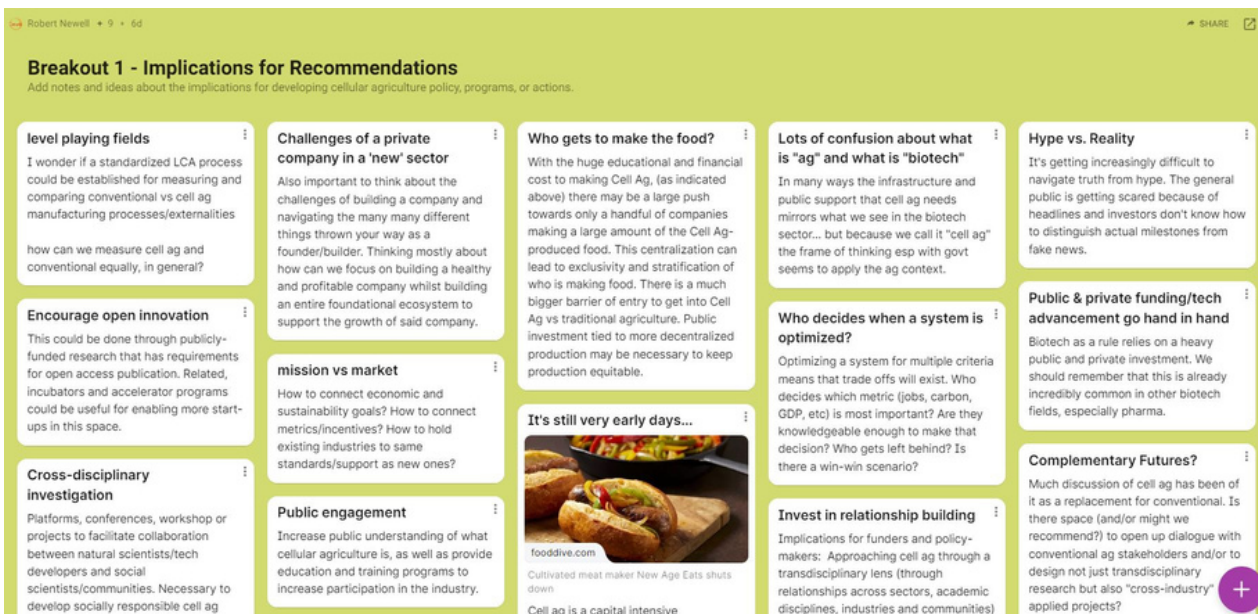 Robert Newell + 9 • 6d
SHARE
Breakout 1 - Implications for Recommendations
Add notes and ideas about the implications for developing cellular agriculture policy, programs, or actions.
level playing fields
I wonder if a standardized LCA process
could be established for measuring and
comparing conventional vs cell ag
manufacturing processes/externalities
how can we measure cell ag and
conventional equally, in general?
Encourage open innovation
This could be done through publicly-
funded research that has requirements
for open access publication. Related,
incubators and accelerator programs
could be useful for enabling more start-
ups in this space.
Cross-disciplinary
investigation
Platforms, conferences, workshop or
projects to facilitate collaboration
between natural scientists/tech
developers and social
scientists/communities. Necessary to
develop socially responsible cell ag
Challenges of a private
company in a 'new' sector
Also important to think about the
challenges of building a company and
navigating the many many different
things thrown your way as a
founder/builder. Thinking mostly about
how can we focus on building a healthy
and profitable company whilst building
an entire foundational ecosystem to
support the growth of said company.
mission vs market
How to connect economic and
sustainability goals? How to connect
metrics/incentives? How to hold
existing industries to same
standards/support as new ones?
Public engagement
Increase public understanding of what
cellular agriculture is, as well as provide
education and training programs to
increase participation in the industry.
Who gets to make the food?
With the huge educational and financial
cost to making Cell Ag, (as indicated
above) there may be a large push
towards only a handful of companies
making a large amount of the Cell Ag-
produced food. This centralization can
lead to exclusivity and stratification of
who is making food. There is a much
bigger barrier of entry to get into Cell
Ag vs traditional agriculture. Public
investment tied to more decentralized
production may be necessary to keep
production equitable.
It's still very early days...
fooddive.com
Cultivated meat maker New Age Eats shuts
down
Cell ag is a capital intensive
Lots of confusion about what
is "ag" and what is "biotech"
In many ways the infrastructure and
public support that cell ag needs
mirrors what we see in the biotech
sector... but because we call it "cell ag"
the frame of thinking esp with govt
seems to apply the ag context.
Who decides when a system is
optimized?
Optimizing a system for multiple criteria
means that trade offs will exist. Who
decides which metric (jobs, carbon,
GDP, etc) is most important? Are they
knowledgeable enough to make that
decision? Who gets left behind? Is
there a win-win scenario?
Invest in relationship building
Implications for funders and policy-
makers: Approaching cell ag through a
transdisciplinary lens (through
relationships across sectors, academic
disciplines, industries and communities)
Hype vs. Reality
It's getting increasingly difficult to
navigate truth from hype. The general
public is getting scared because of
headlines and investors don't know how
to distinguish actual milestones from
fake news.
Public & private funding/tech
advancement go hand in hand
Biotech as a rule relies on a heavy
public and private investment. We
should remember that this is already
incredibly common in other biotech
fields, especially pharma.
Complementary Futures?
Much discussion of cell ag has been of
it as a replacement for conventional. Is
there space (and/or might we
recommend?) to open up dialogue with
conventional ag stakeholders and/or to
design not just transdisciplinary
research but also "cross-industry"
applied projects?